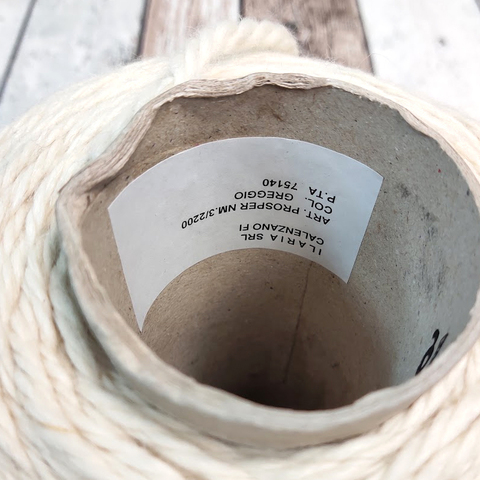 ILARIA SRL
CALENZANO FI
ART. PROSPER NM.3/2200
COL. GREGGIO
P.TA 75140